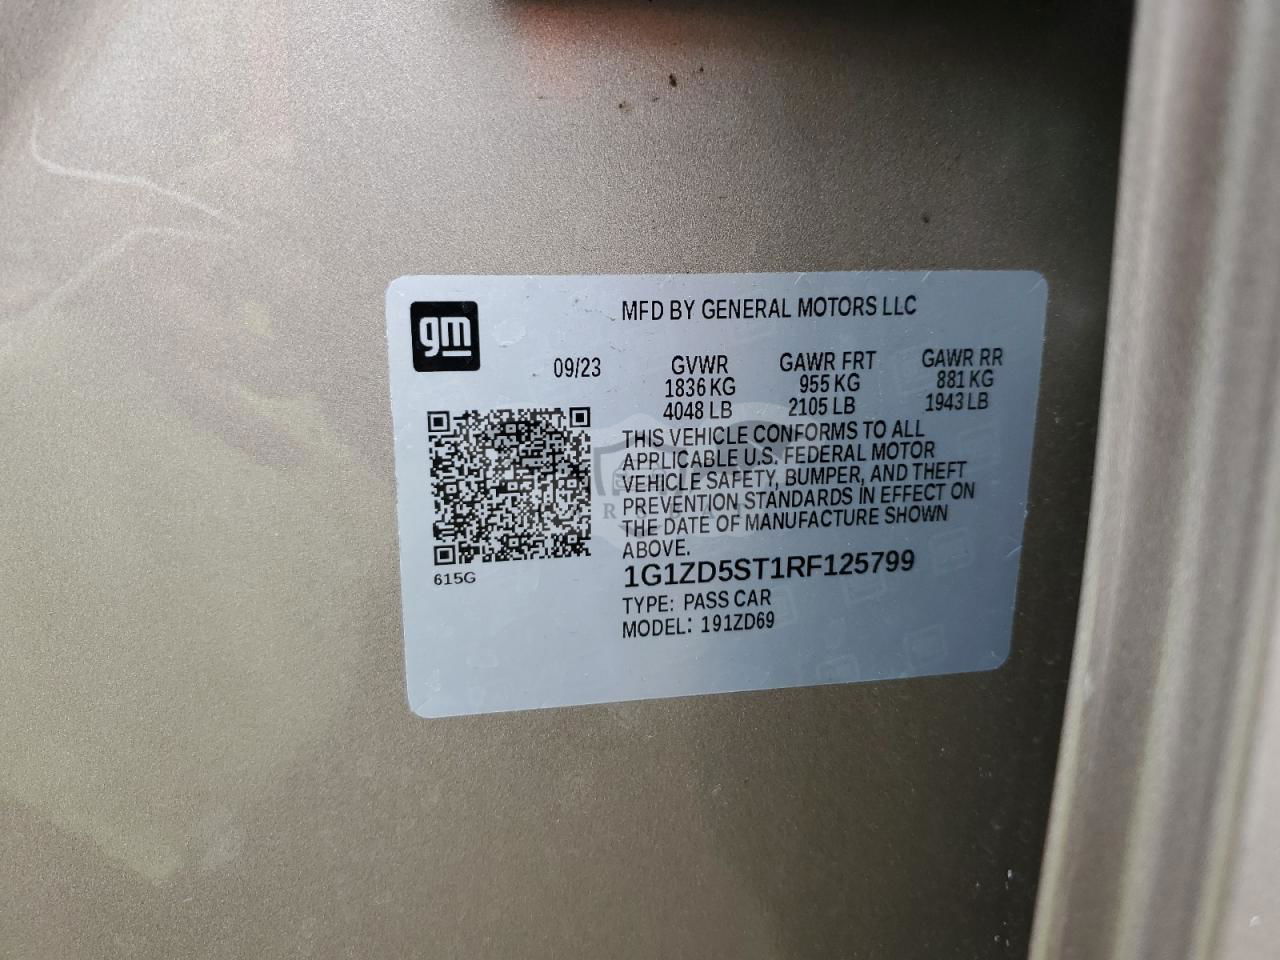 gm
MFD BY GENERAL MOTORS LLC
09/23 GVWR GAWR FRT GAWR RR
1836 KG 955 KG 881 KG
4048 LB 2105 LB 1943 LB
THIS VEHICLE CONFORMS TO ALL
APPLICABLE U.S. FEDERAL MOTOR
VEHICLE SAFETY, BUMPER, AND THEFT
PREVENTION STANDARDS IN EFFECT ON
THE DATE OF MANUFACTURE SHOWN
ABOVE.
615G
1G1ZD5ST1RF125799
TYPE: PASS CAR
MODEL: 191ZD69